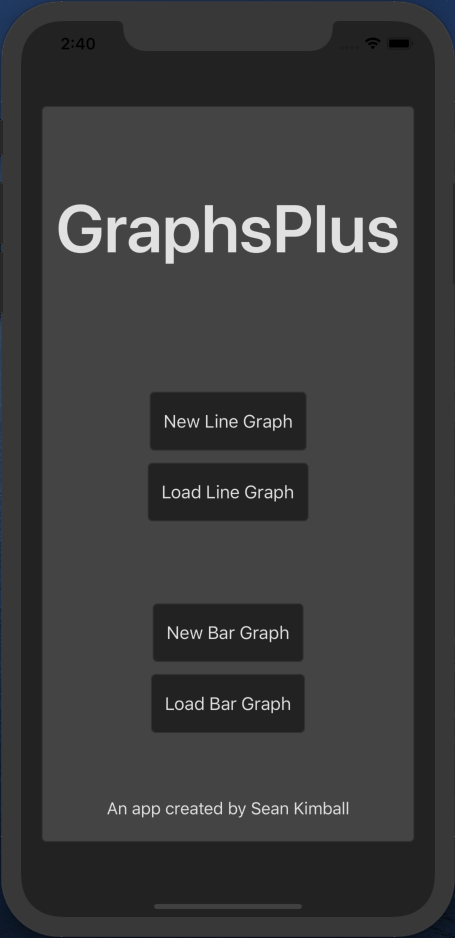 2:40
GraphsPlus
New Line Graph
Load Line Graph
New Bar Graph
Load Bar Graph
An app created by Sean Kimball